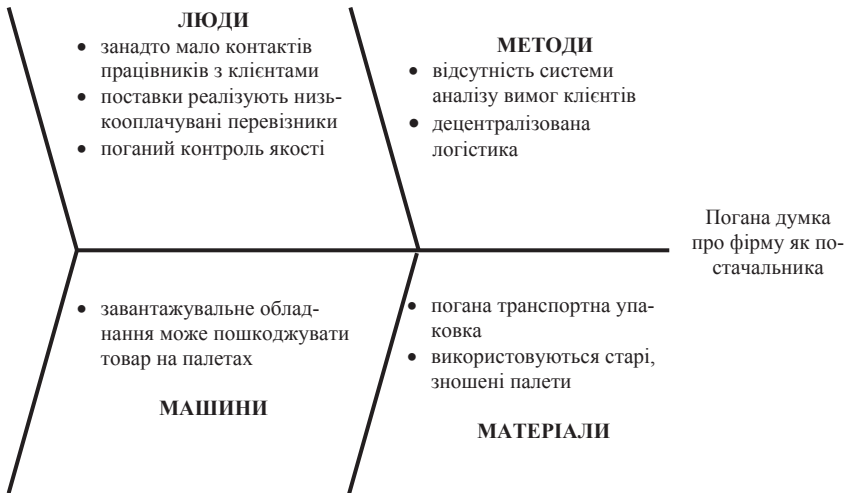 ЛЮДИ
• занадто мало контактів
працівників з клієнтами
• поставки реалізують низь-
кооплачувані перевізники
• поганий контроль якості
МЕТОДИ
• відсутність системи
аналізу вимог клієнтів
• децентралізована
логістика
Погана думка
про фірму як по-
стачальника
• завантажувальне облад-
нання може пошкоджувати
товар на палетах
МАШИНИ
• погана транспортна упа-
ковка
• використовуються старі,
зношені палети
МАТЕРІАЛИ